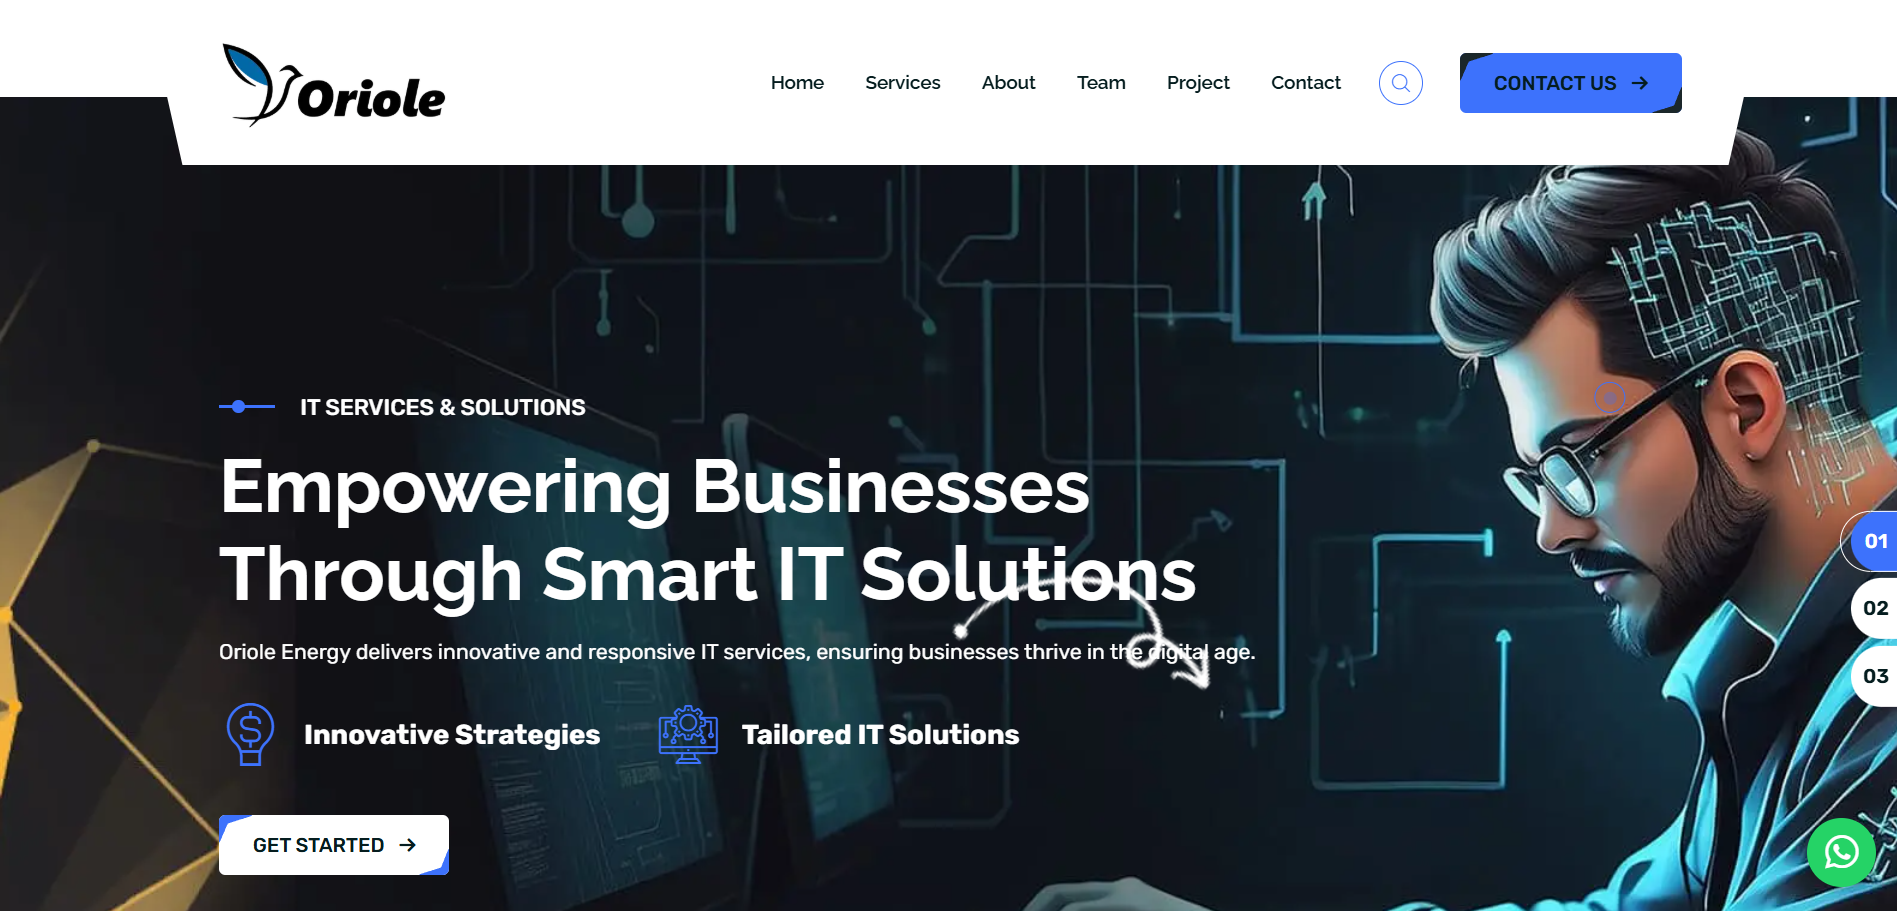 Oriole
Home Services About Team Project Contact
CONTACT US
IT SERVICES & SOLUTIONS
Empowering Businesses
Through Smart IT Solutions
Oriole Energy delivers innovative and responsive IT services, ensuring businesses thrive in the digital age.
Innovative Strategies Tailored IT Solutions
GET STARTED
01
02
03